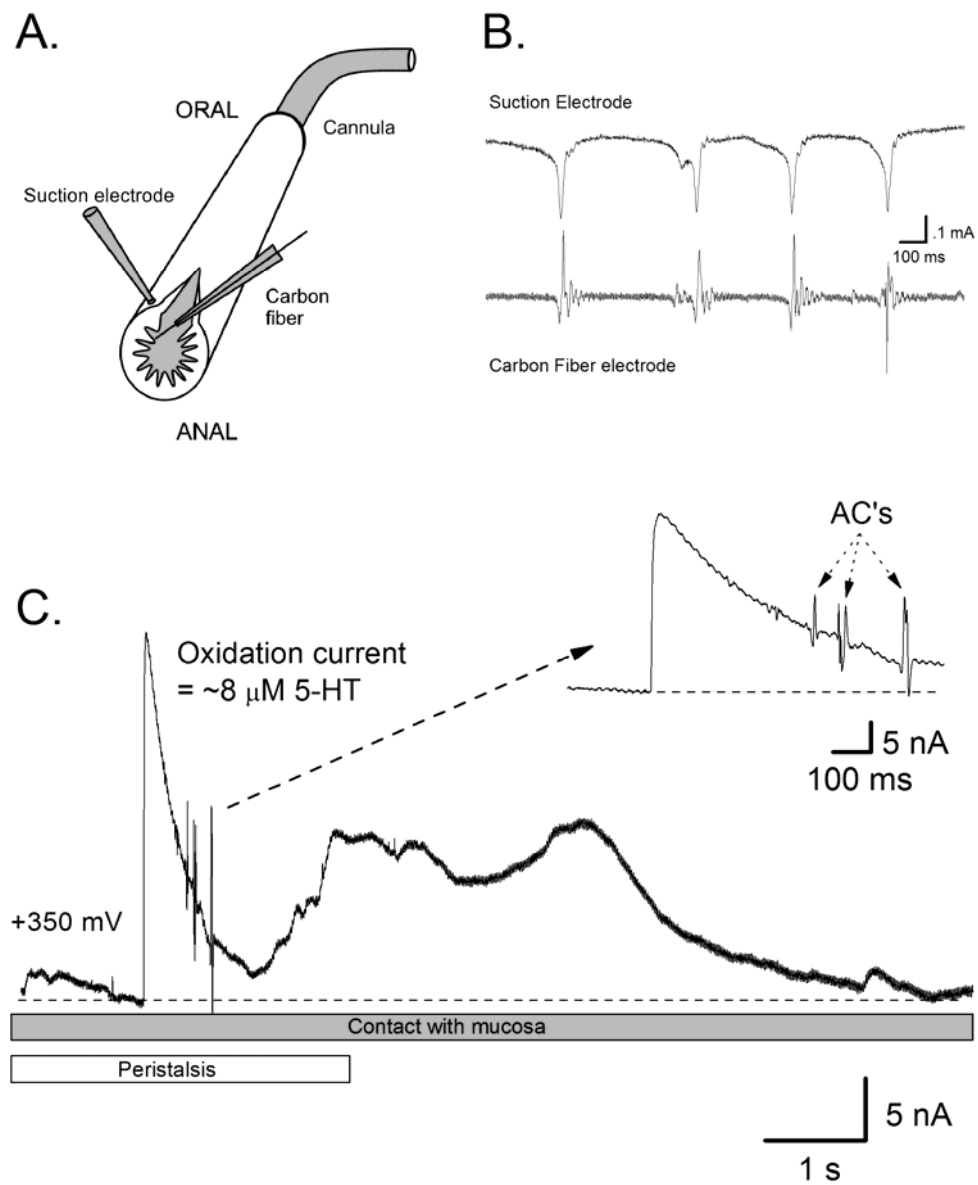 A.
ORAL
Cannula
Suction electrode
Carbon
fiber
ANAL
B.
Suction Electrode
.1 mA
100 ms
Carbon Fiber electrode
C.
AC's
Oxidation current
= ~8 μM 5-HT
5 nA
100 ms
+350 mV
Contact with mucosa
Peristalsis
5 nA
1 s